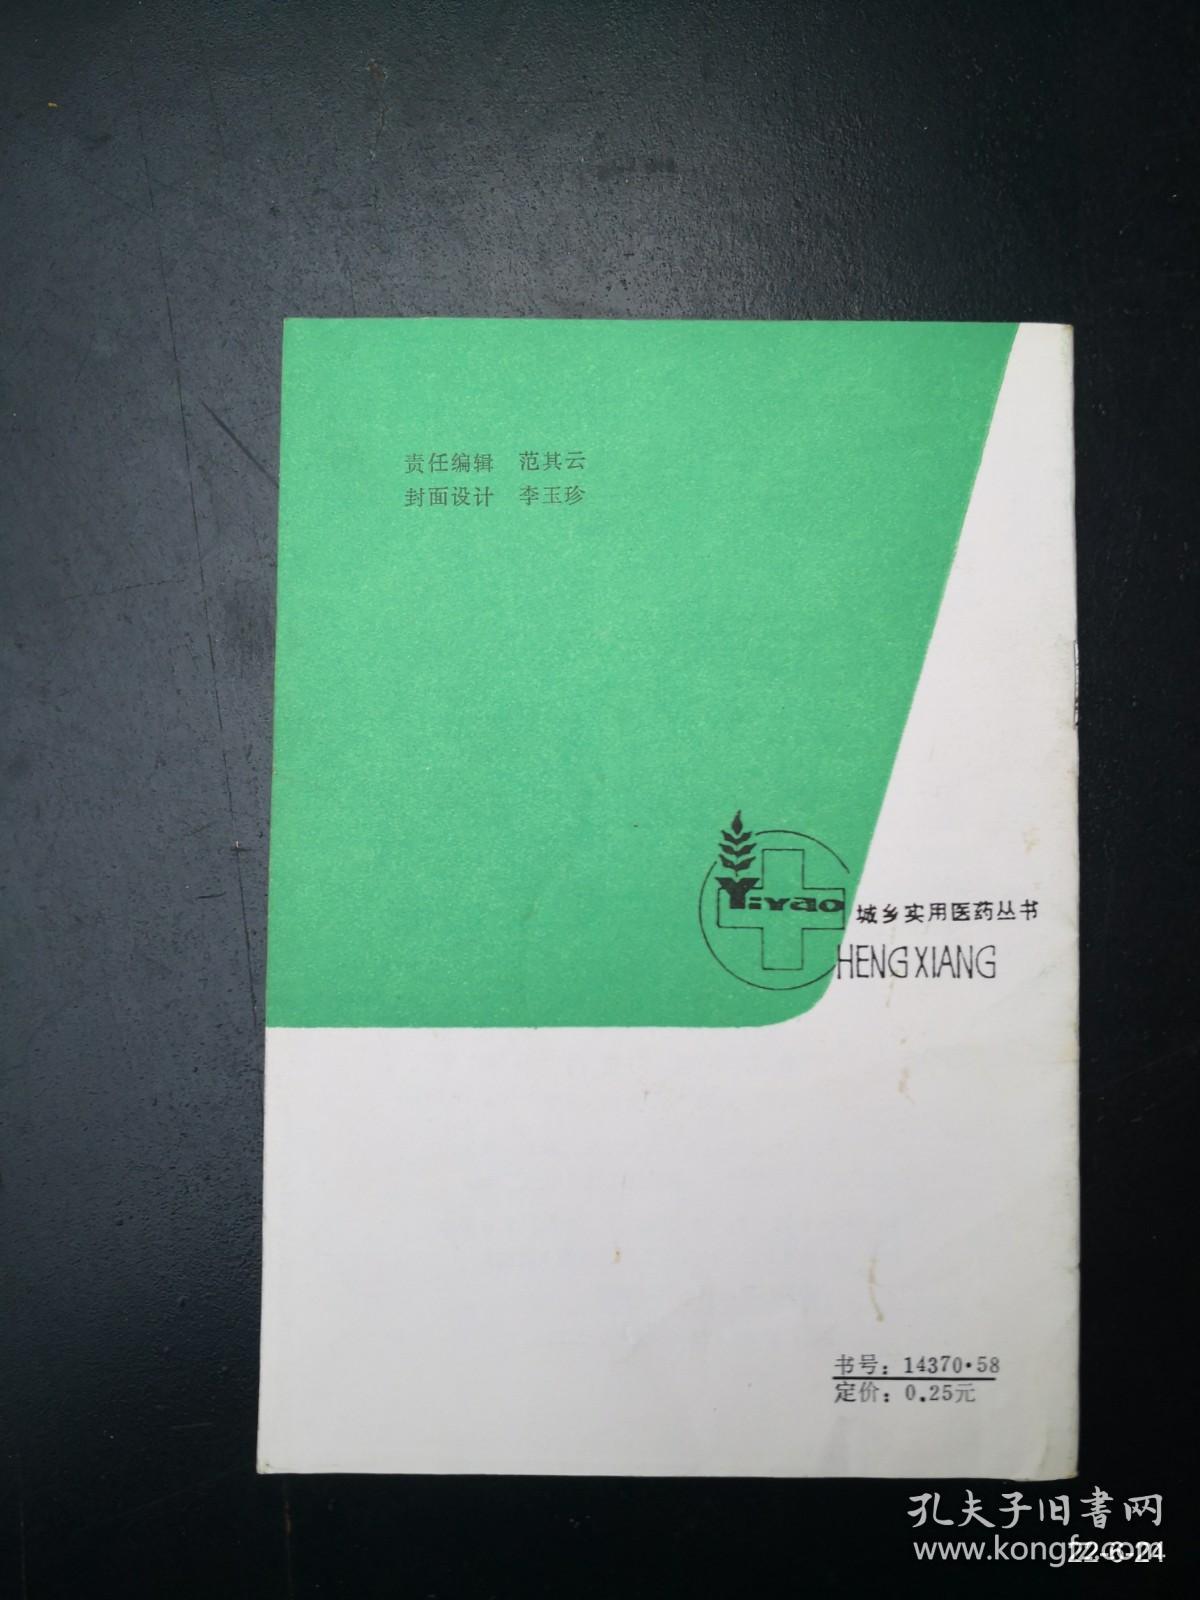 责任编辑 范其云
封面设计 李玉珍
Yiyao 城乡实用医药丛书
CHENG XIANG
书号：14370·58
定价：0.25元
孔夫子旧书网
www.kongfz.com
22-6-24